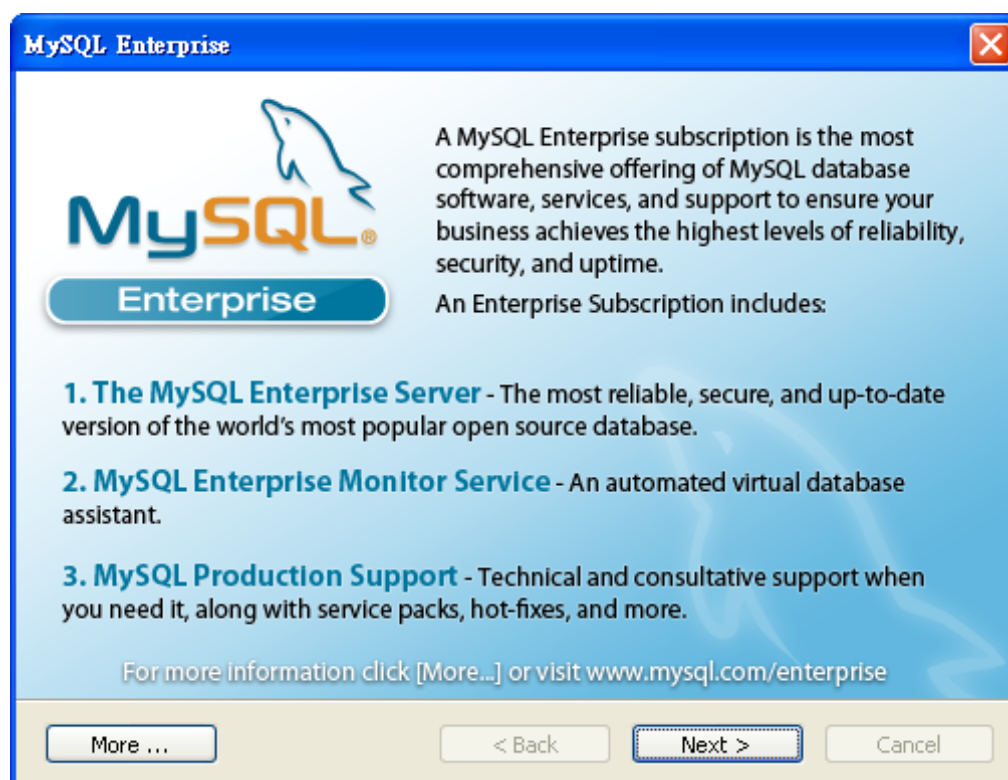 MySQL Enterprise
MySQL®
Enterprise
A MySQL Enterprise subscription is the most
comprehensive offering of MySQL database
software, services, and support to ensure your
business achieves the highest levels of reliability,
security, and uptime.
An Enterprise Subscription includes:
1. The MySQL Enterprise Server - The most reliable, secure, and up-to-date
version of the world's most popular open source database.
2. MySQL Enterprise Monitor Service - An automated virtual database
assistant.
3. MySQL Production Support - Technical and consultative support when
you need it, along with service packs, hot-fixes, and more.
For more information click [More...] or visit www.mysql.com/enterprise
More ... < Back Next > Cancel